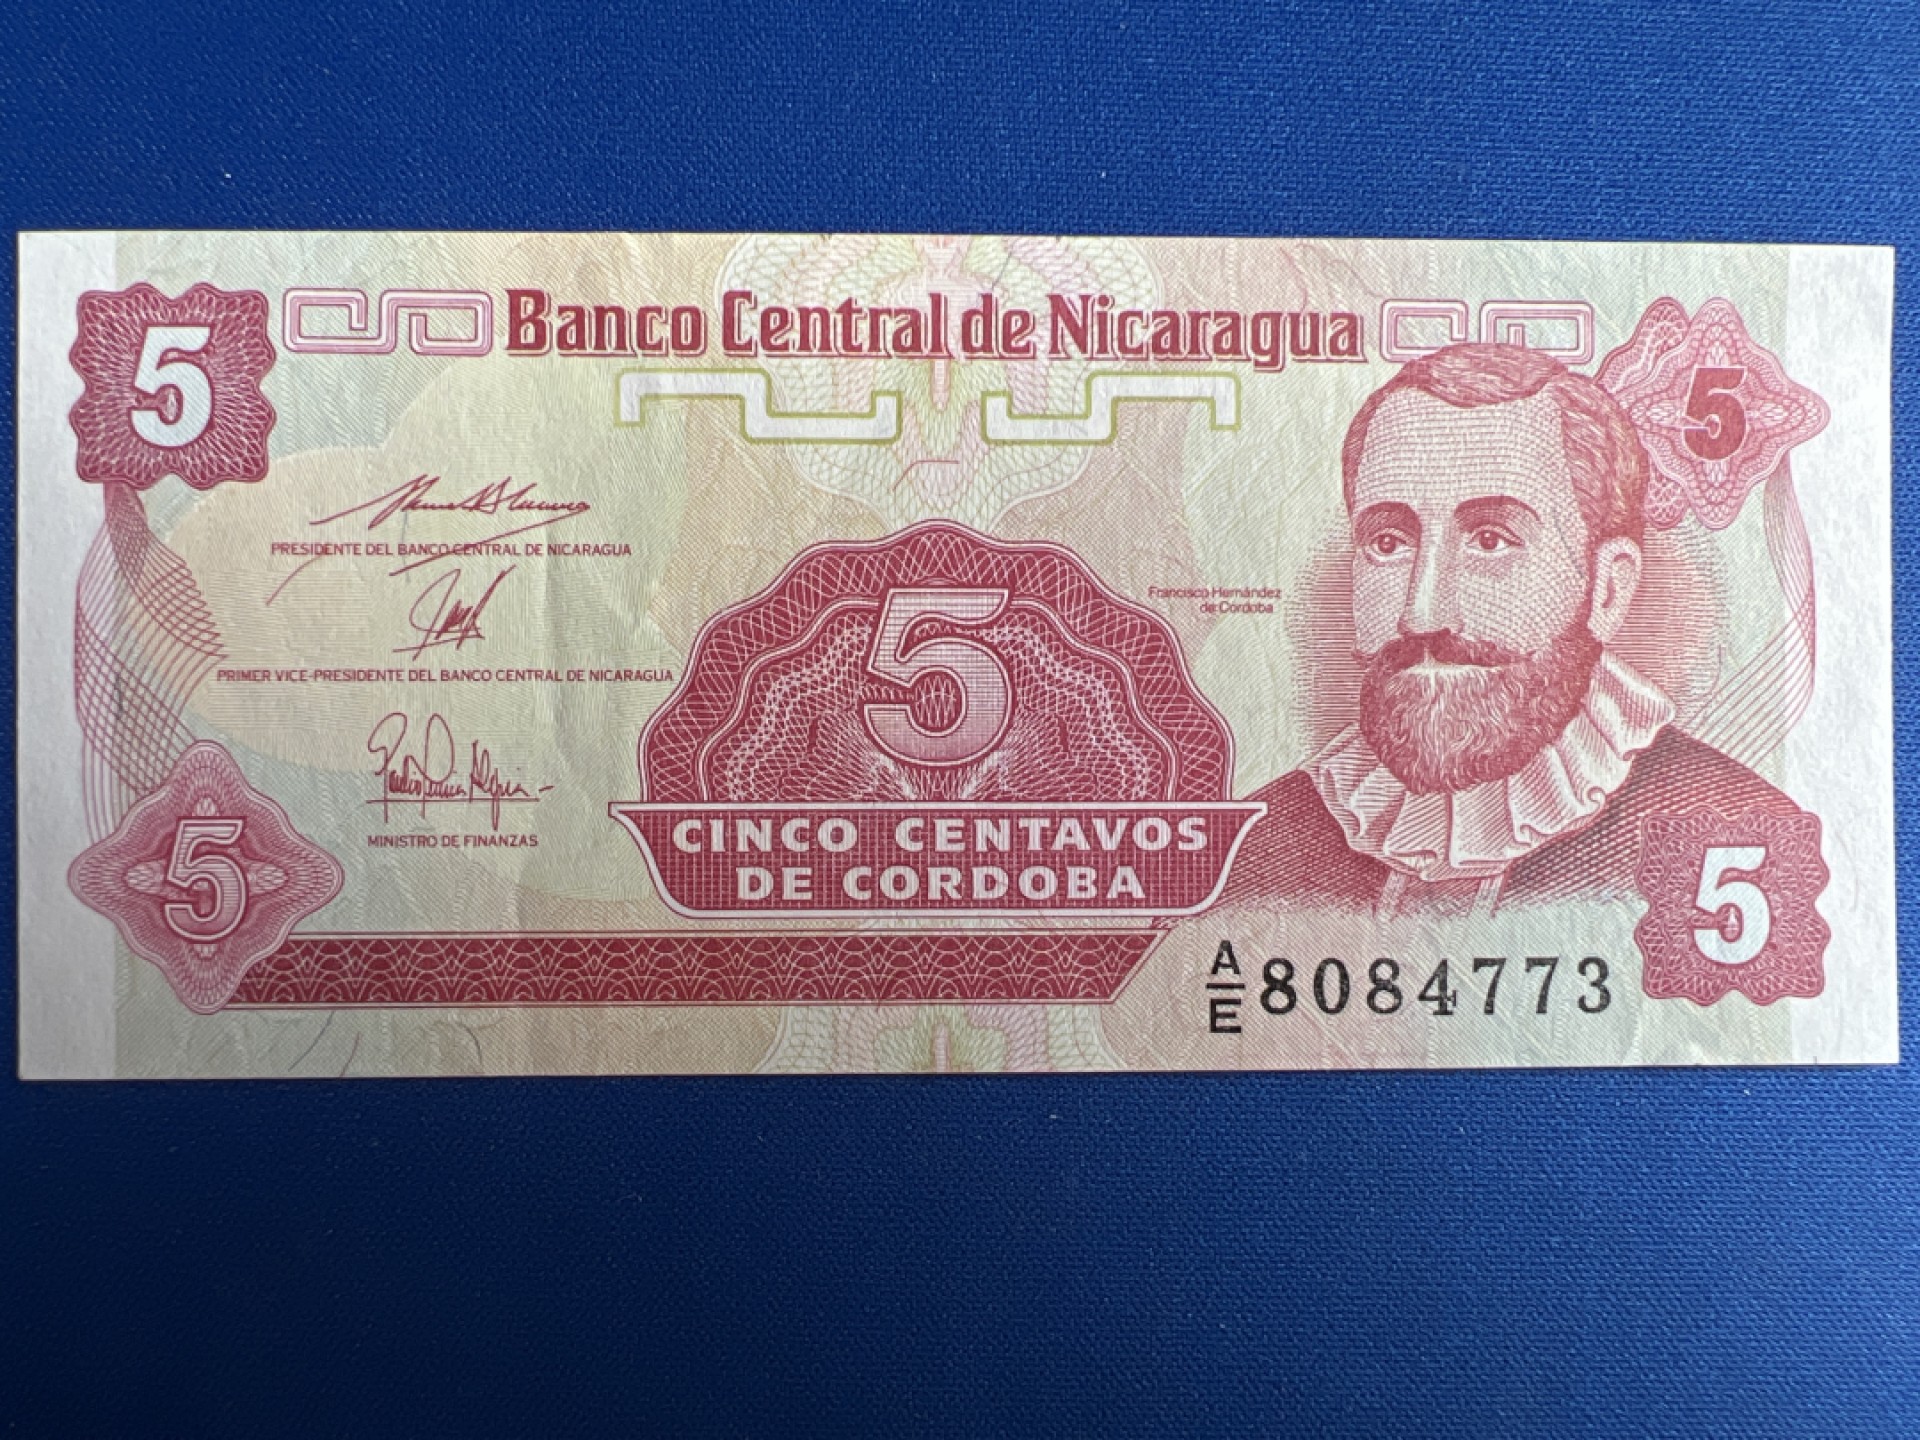 5
Banco Central de Nicaragua
5
PRESIDENTE DEL BANCO CENTRAL DE NICARAGUA
PRIMER VICE-PRESIDENTE DEL BANCO CENTRAL DE NICARAGUA
MINISTRO DE FINANZAS
5
5
CINCO CENTAVOS
DE CORDOBA
Francisco Hernández
de Córdoba
5
A/E 8084773